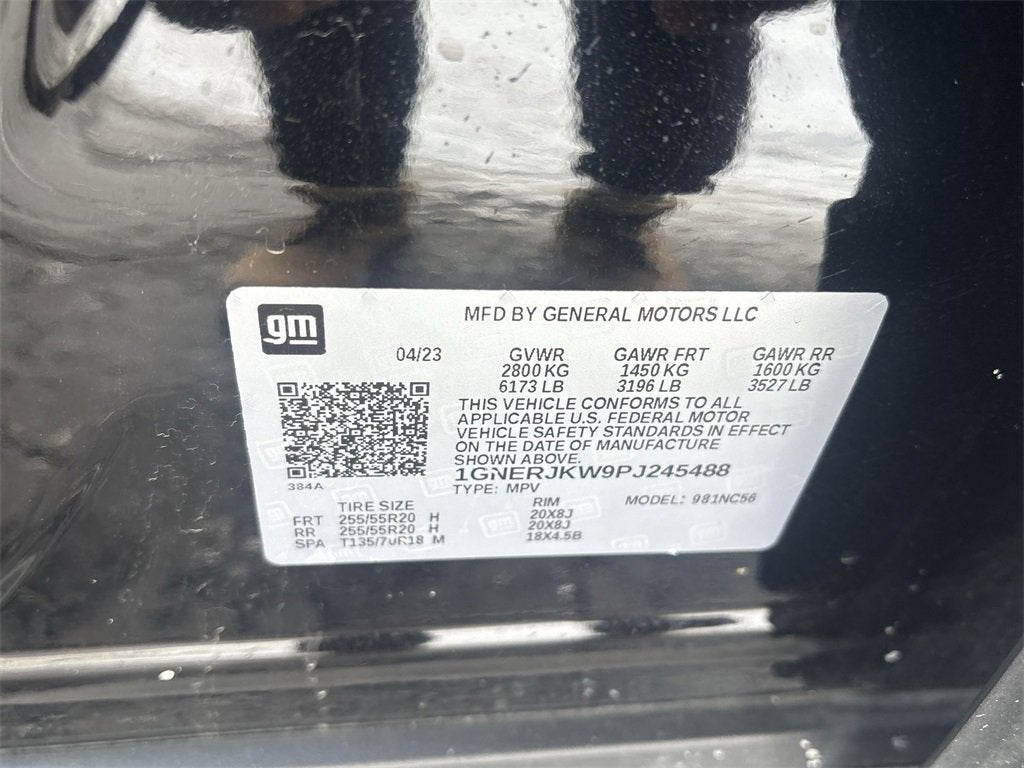 gm
MFD BY GENERAL MOTORS LLC
04/23
GVWR GAWR FRT GAWR RR
2800 KG 1450 KG 1600 KG
6173 LB 3196 LB 3527 LB
THIS VEHICLE CONFORMS TO ALL
APPLICABLE U.S. FEDERAL MOTOR
VEHICLE SAFETY STANDARDS IN EFFECT
ON THE DATE OF MANUFACTURE
SHOWN ABOVE.
1GNERJKW9PJ245488
384A
TYPE: MPV
TIRE SIZE RIM MODEL: 981NC56
FRT 255/55R20 H 20X8J
RR 255/55R20 H 20X8J
SPA T135/70R18 M 18X4.5B
gm